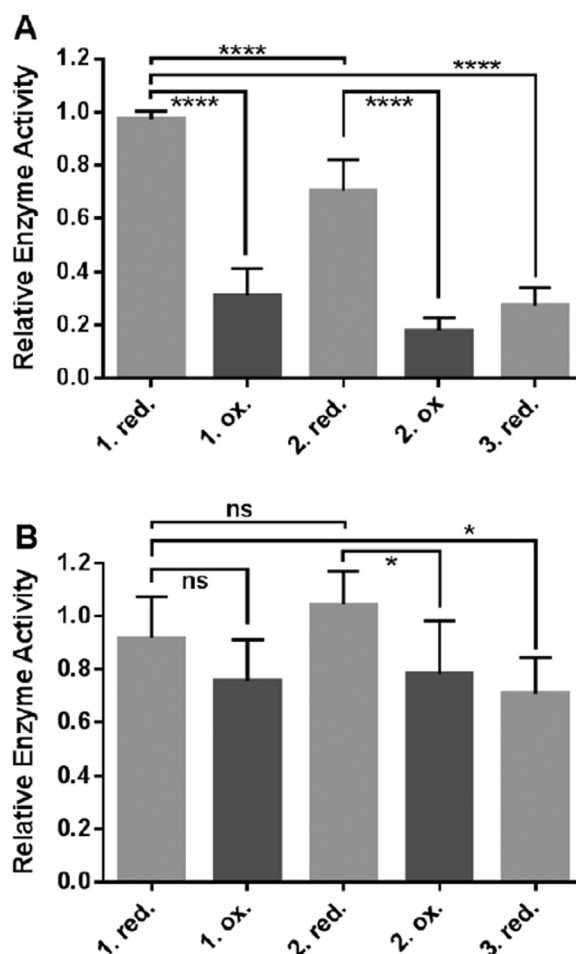 A
Relative Enzyme Activity
1.2
1.0
0.8
0.6
0.4
0.2
0.0
****
****
****
****
1. red.
1. ox.
2. red.
2. ox
3. red.
B
Relative Enzyme Activity
1.2
1.0
0.8
0.6
0.4
0.2
0.0
ns
*
ns
*
1. red.
1. ox.
2. red.
2. ox.
3. red.